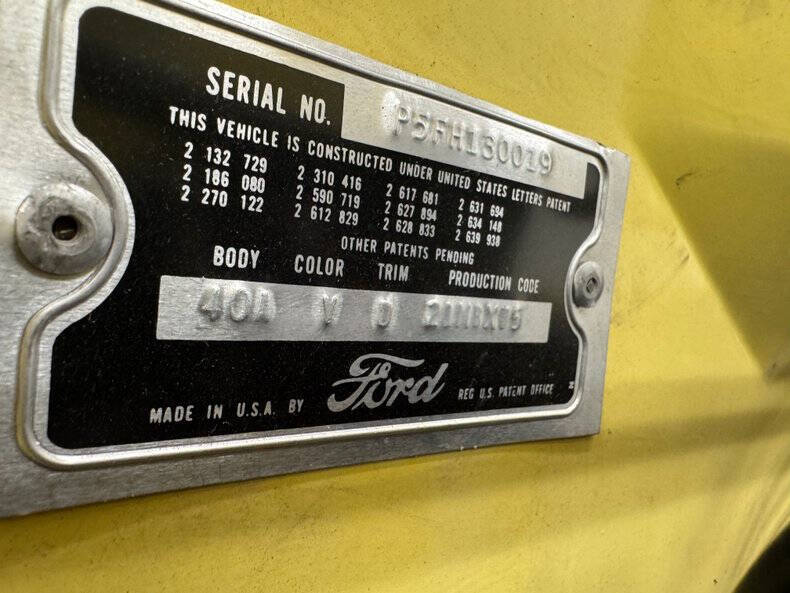 SERIAL NO. P5FH130019
THIS VEHICLE IS CONSTRUCTED UNDER UNITED STATES LETTERS PATENT
2 132 729 2 310 416 2 617 681 2 631 694
2 186 080 2 590 719 2 627 894 2 634 148
2 270 122 2 612 829 2 628 833 2 639 938
OTHER PATENTS PENDING
BODY COLOR TRIM PRODUCTION CODE
40A V D
MADE IN U.S.A. BY Ford REG U.S. PATENT OFFICE